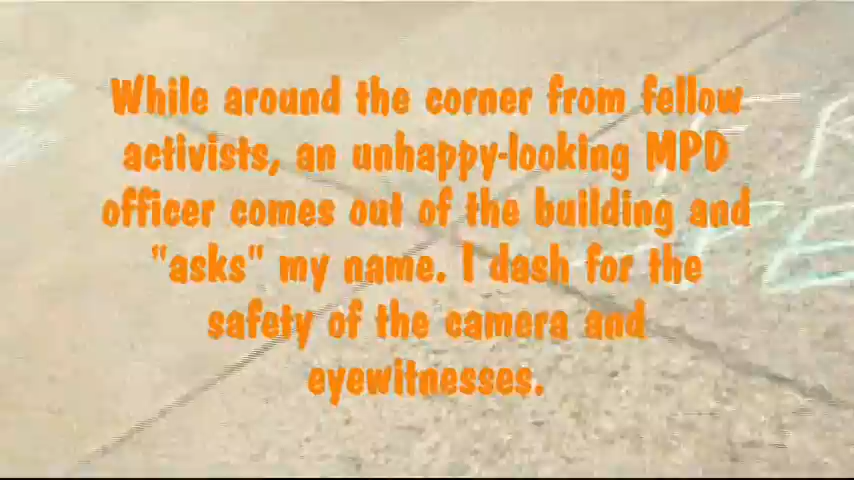 While around the corner from fellow
activists, an unhappy-looking MPD
officer comes out of the building and
"asks" my name. I dash for the
safety of the camera and
eyewitnesses.